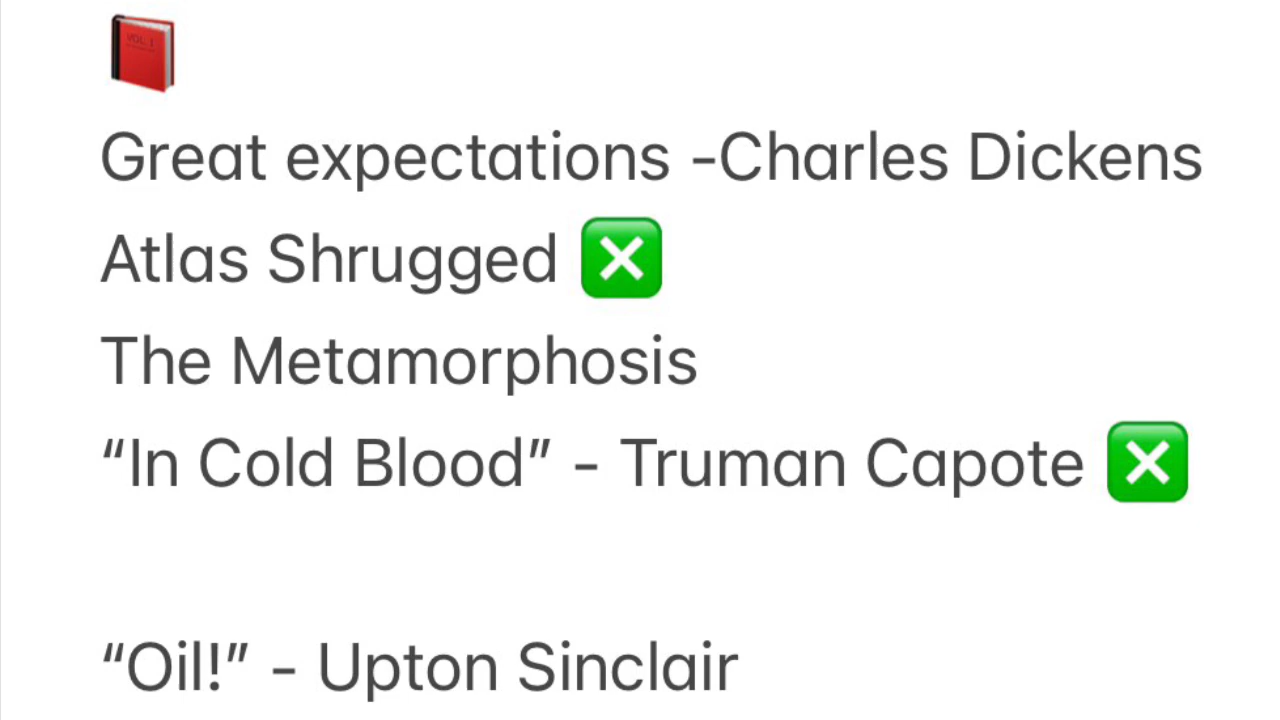 Great expectations -Charles Dickens
Atlas Shrugged ❎
The Metamorphosis
“In Cold Blood” - Truman Capote ❎
“Oil!” - Upton Sinclair